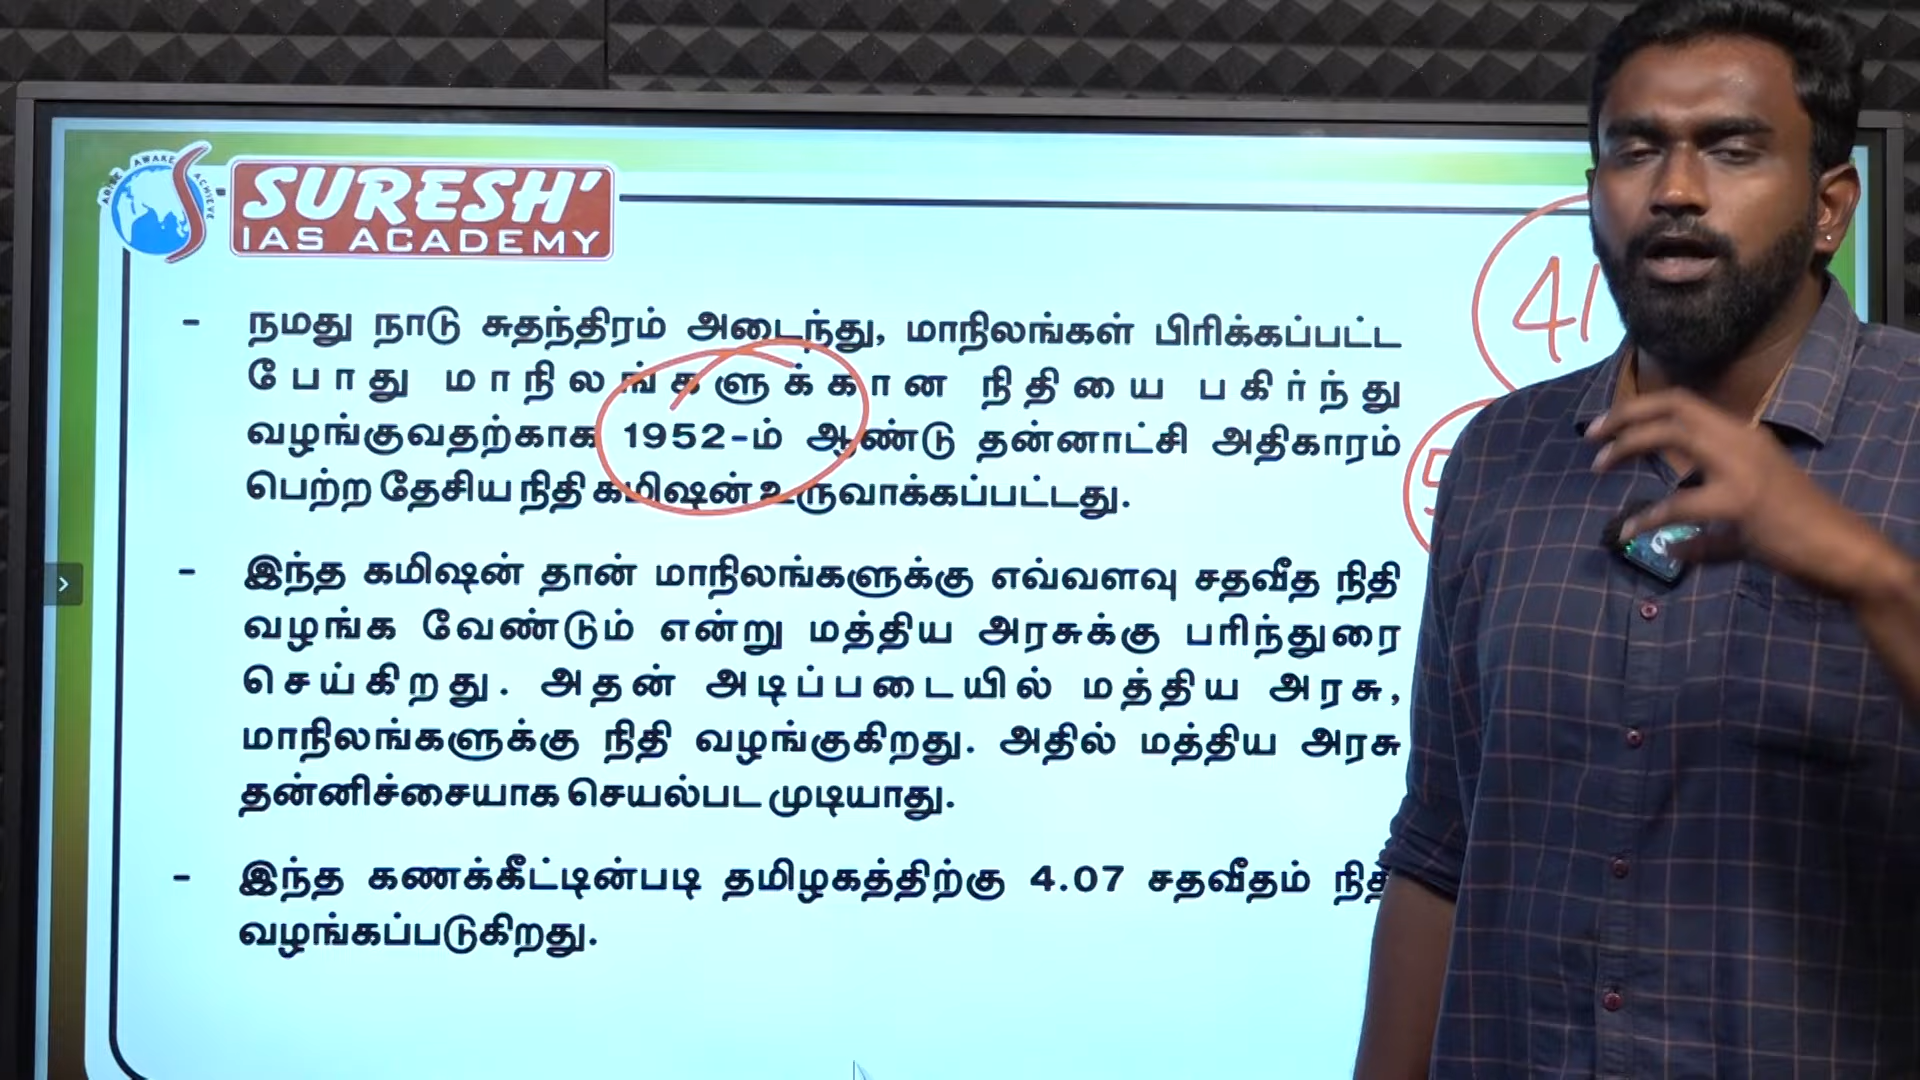 ARISE AWAKE ACHIEVE
SURESH'
IAS ACADEMY
- நமது நாடு சுதந்திரம் அடைந்து, மாநிலங்கள் பிரிக்கப்பட்ட
போது மாநிலங்களுக்கான நிதியை பகிர்ந்து
வழங்குவதற்காக 1952-ம் ஆண்டு தன்னாட்சி அதிகாரம்
பெற்ற தேசிய நிதி கமிஷன் உருவாக்கப்பட்டது.
- இந்த கமிஷன் தான் மாநிலங்களுக்கு எவ்வளவு சதவீத நிதி
வழங்க வேண்டும் என்று மத்திய அரசுக்கு பரிந்துரை
செய்கிறது. அதன் அடிப்படையில் மத்திய அரசு,
மாநிலங்களுக்கு நிதி வழங்குகிறது. அதில் மத்திய அரசு
தன்னிச்சையாக செயல்பட முடியாது.
- இந்த கணக்கீட்டின்படி தமிழகத்திற்கு 4.07 சதவீதம் நிதி
வழங்கப்படுகிறது.
41